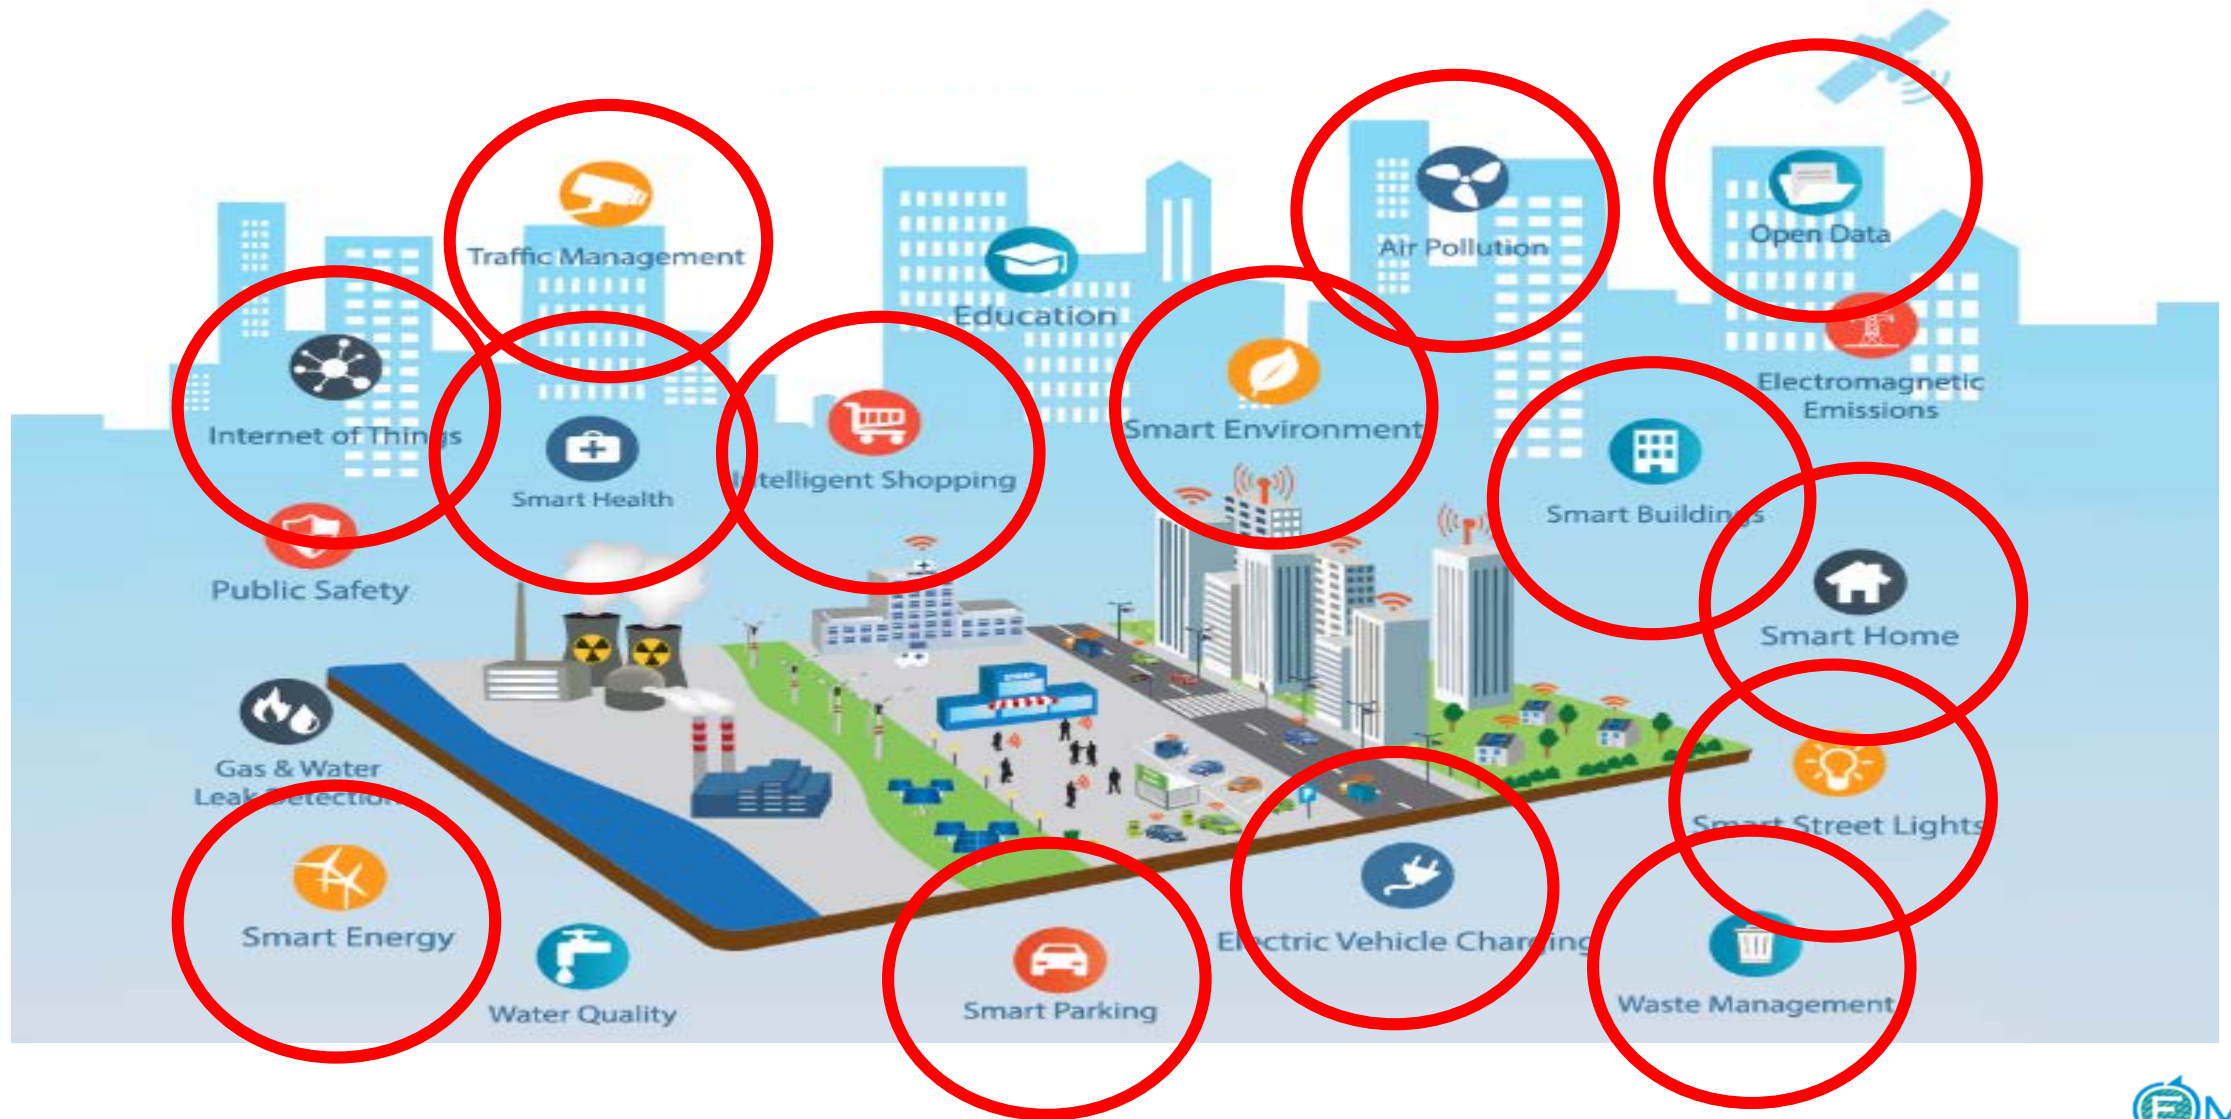 Traffic Management
Education
Air Pollution
Open Data
Internet of Things
Smart Health
Intelligent Shopping
Smart Environment
Electromagnetic
Emissions
Smart Buildings
Public Safety
Smart Home
Gas & Water
Leak Detection
Smart Street Lights
Smart Energy
Water Quality
Smart Parking
Electric Vehicle Charging
Waste Management